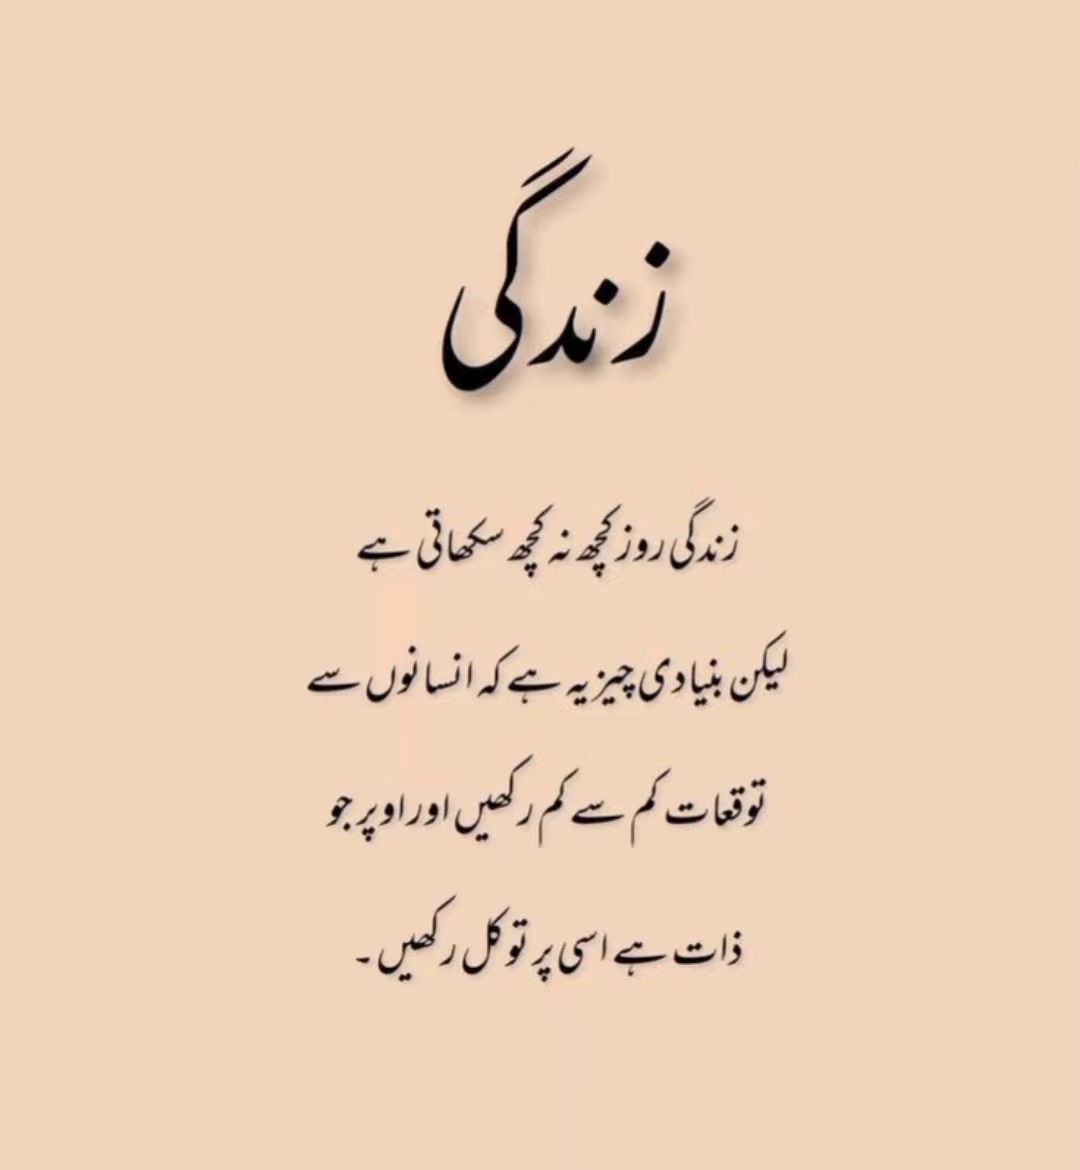 زندگی
زندگی روز کچھ نہ کچھ سکھاتی ہے
لیکن بنیادی چیز یہ ہے کہ انسانوں سے
توقعات کم سے کم رکھیں اور اوپر جو
ذات ہے اسی پر توکل رکھیں۔